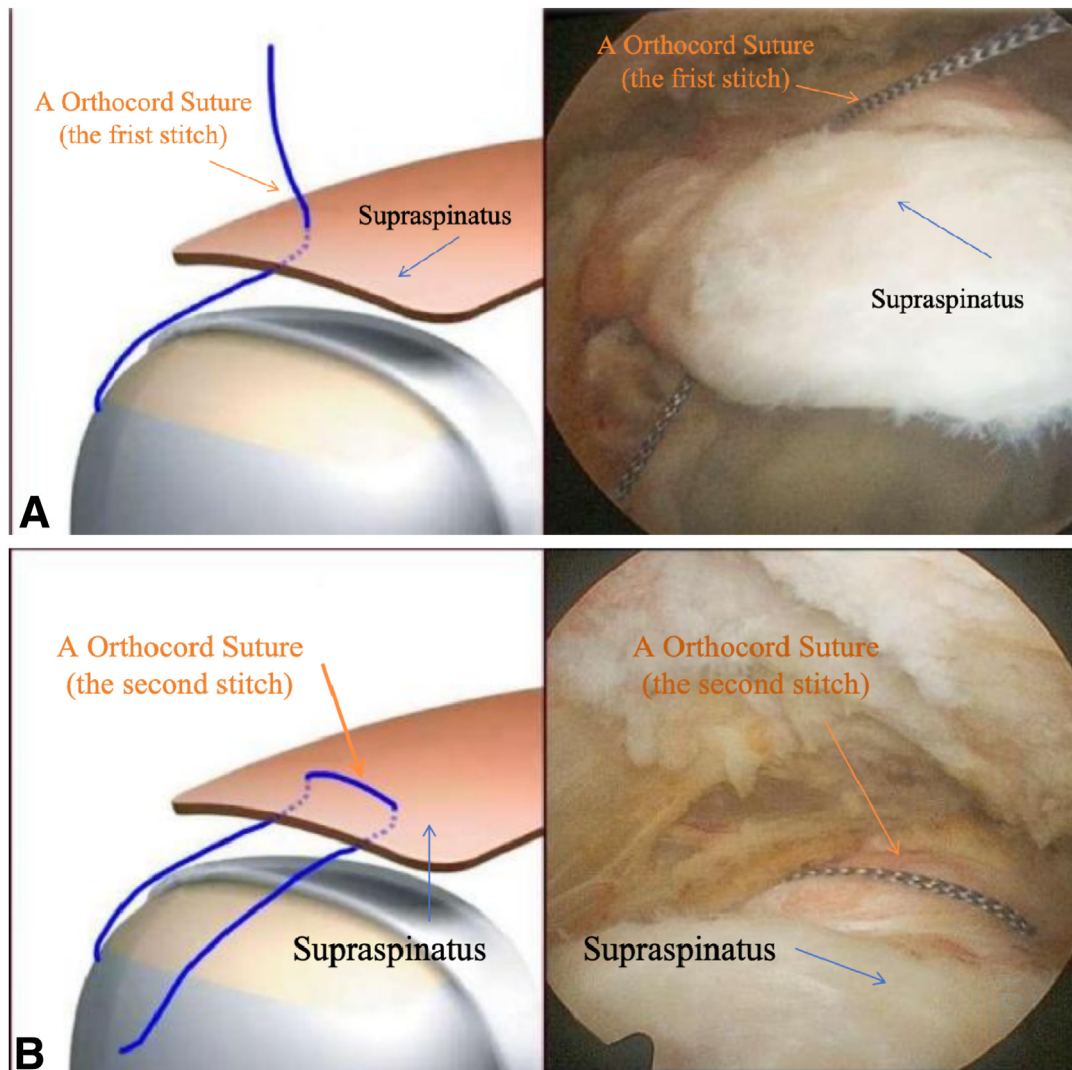 A Orthocord Suture
(the frist stitch)
Supraspinatus
A Orthocord Suture
(the frist stitch)
Supraspinatus
A
A Orthocord Suture
(the second stitch)
Supraspinatus
A Orthocord Suture
(the second stitch)
Supraspinatus
B